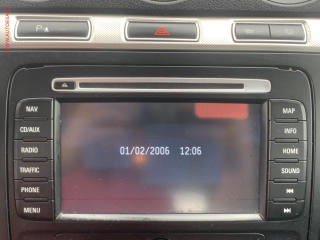 P
NAV
MAP
CD/AUX
INFO
RADIO
HOME
01/02/2006 12:06
TRAFFIC
SOUND
PHONE
MENU